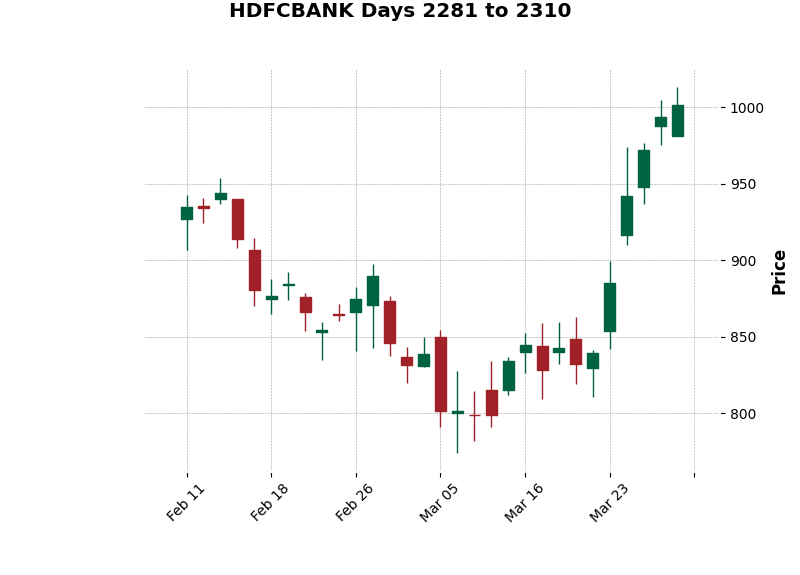 HDFCBANK Days 2281 to 2310
1000
950
900
850
800
Price
Feb 11
Feb 18
Feb 26
Mar 05
Mar 16
Mar 23